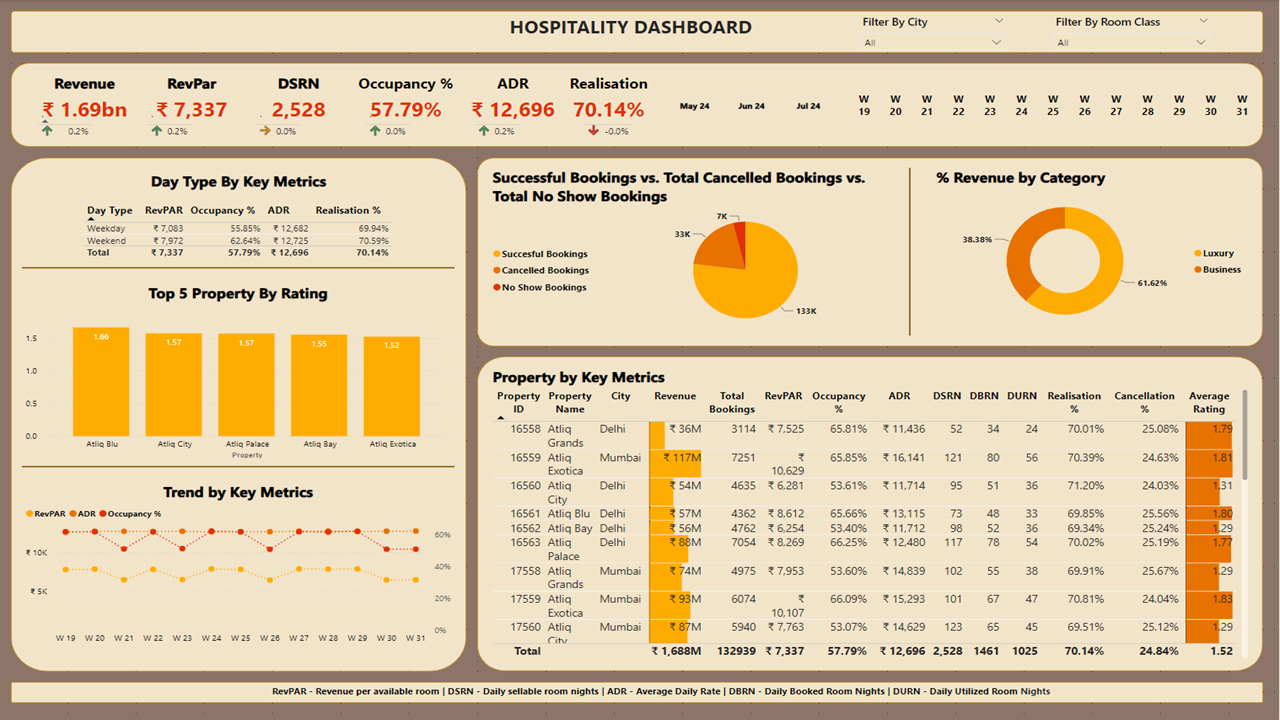 HOSPITALITY DASHBOARD
Filter By City
All
Filter By Room Class
All
Revenue RevPar DSRN Occupancy % ADR Realisation
₹ 1.69bn ₹ 7,337 2,528 57.79% ₹ 12,696 70.14%
0.2% 0.2% 0.0% 0.0% 0.2% -0.0%
May 24 Jun 24 Jul 24
W 19 W 20 W 21 W 22 W 23 W 24 W 25 W 26 W 27 W 28 W 29 W 30 W 31
Day Type By Key Metrics
Day Type RevPAR Occupancy % ADR Realisation %
Weekday ₹ 7,083 55.85% ₹ 12,682 69.94%
Weekend ₹ 7,972 62.64% ₹ 12,725 70.59%
Total ₹ 7,337 57.79% ₹ 12,696 70.14%
Top 5 Property By Rating
1.5
1.0
0.5
0.0
1.66 1.57 1.57 1.55 1.52
Atliq Blu Atliq City Atliq Palace Atliq Bay Atliq Exotica
Property
Trend by Key Metrics
RevPAR ADR Occupancy %
₹ 10K
₹ 5K
60%
40%
20%
0%
W 19 W 20 W 21 W 22 W 23 W 24 W 25 W 26 W 27 W 28 W 29 W 30 W 31
Successful Bookings vs. Total Cancelled Bookings vs.
Total No Show Bookings
Succesful Bookings
Cancelled Bookings
No Show Bookings
7K
33K
133K
% Revenue by Category
38.38%
61.62%
Luxury
Business
Property by Key Metrics
Property ID Property Name City Revenue Total Bookings RevPAR Occupancy % ADR DSRN DBRN DURN Realisation % Cancellation % Average Rating
16558 Atliq Grands Delhi ₹ 36M 3114 ₹ 7,525 65.81% ₹ 11,436 52 34 24 70.01% 25.08% 1.79
16559 Atliq Exotica Mumbai ₹ 117M 7251 ₹ 10,629 65.85% ₹ 16,141 121 80 56 70.39% 24.63% 1.81
16560 Atliq City Delhi ₹ 54M 4635 ₹ 6,281 53.61% ₹ 11,714 95 51 36 71.20% 24.03% 1.31
16561 Atliq Blu Delhi ₹ 57M 4362 ₹ 8,612 65.66% ₹ 13,115 73 48 33 69.85% 25.56% 1.80
16562 Atliq Bay Delhi ₹ 56M 4762 ₹ 6,254 53.40% ₹ 11,712 98 52 36 69.34% 25.24% 1.29
16563 Atliq Palace Delhi ₹ 88M 7054 ₹ 8,269 66.25% ₹ 12,480 117 78 54 70.02% 25.19% 1.77
17558 Atliq Grands Mumbai ₹ 74M 4975 ₹ 7,953 53.60% ₹ 14,839 102 55 38 69.91% 25.67% 1.29
17559 Atliq Exotica Mumbai ₹ 93M 6074 ₹ 10,107 66.09% ₹ 15,293 101 67 47 70.81% 24.04% 1.83
17560 Atliq City Mumbai ₹ 87M 5940 ₹ 7,763 53.07% ₹ 14,629 123 65 45 69.51% 25.12% 1.29
Total ₹ 1,688M 132939 ₹ 7,337 57.79% ₹ 12,696 2,528 1461 1025 70.14% 24.84% 1.52
RevPAR - Revenue per available room | DSRN - Daily sellable room nights | ADR - Average Daily Rate | DBRN - Daily Booked Room Nights | DURN - Daily Utilized Room Nights